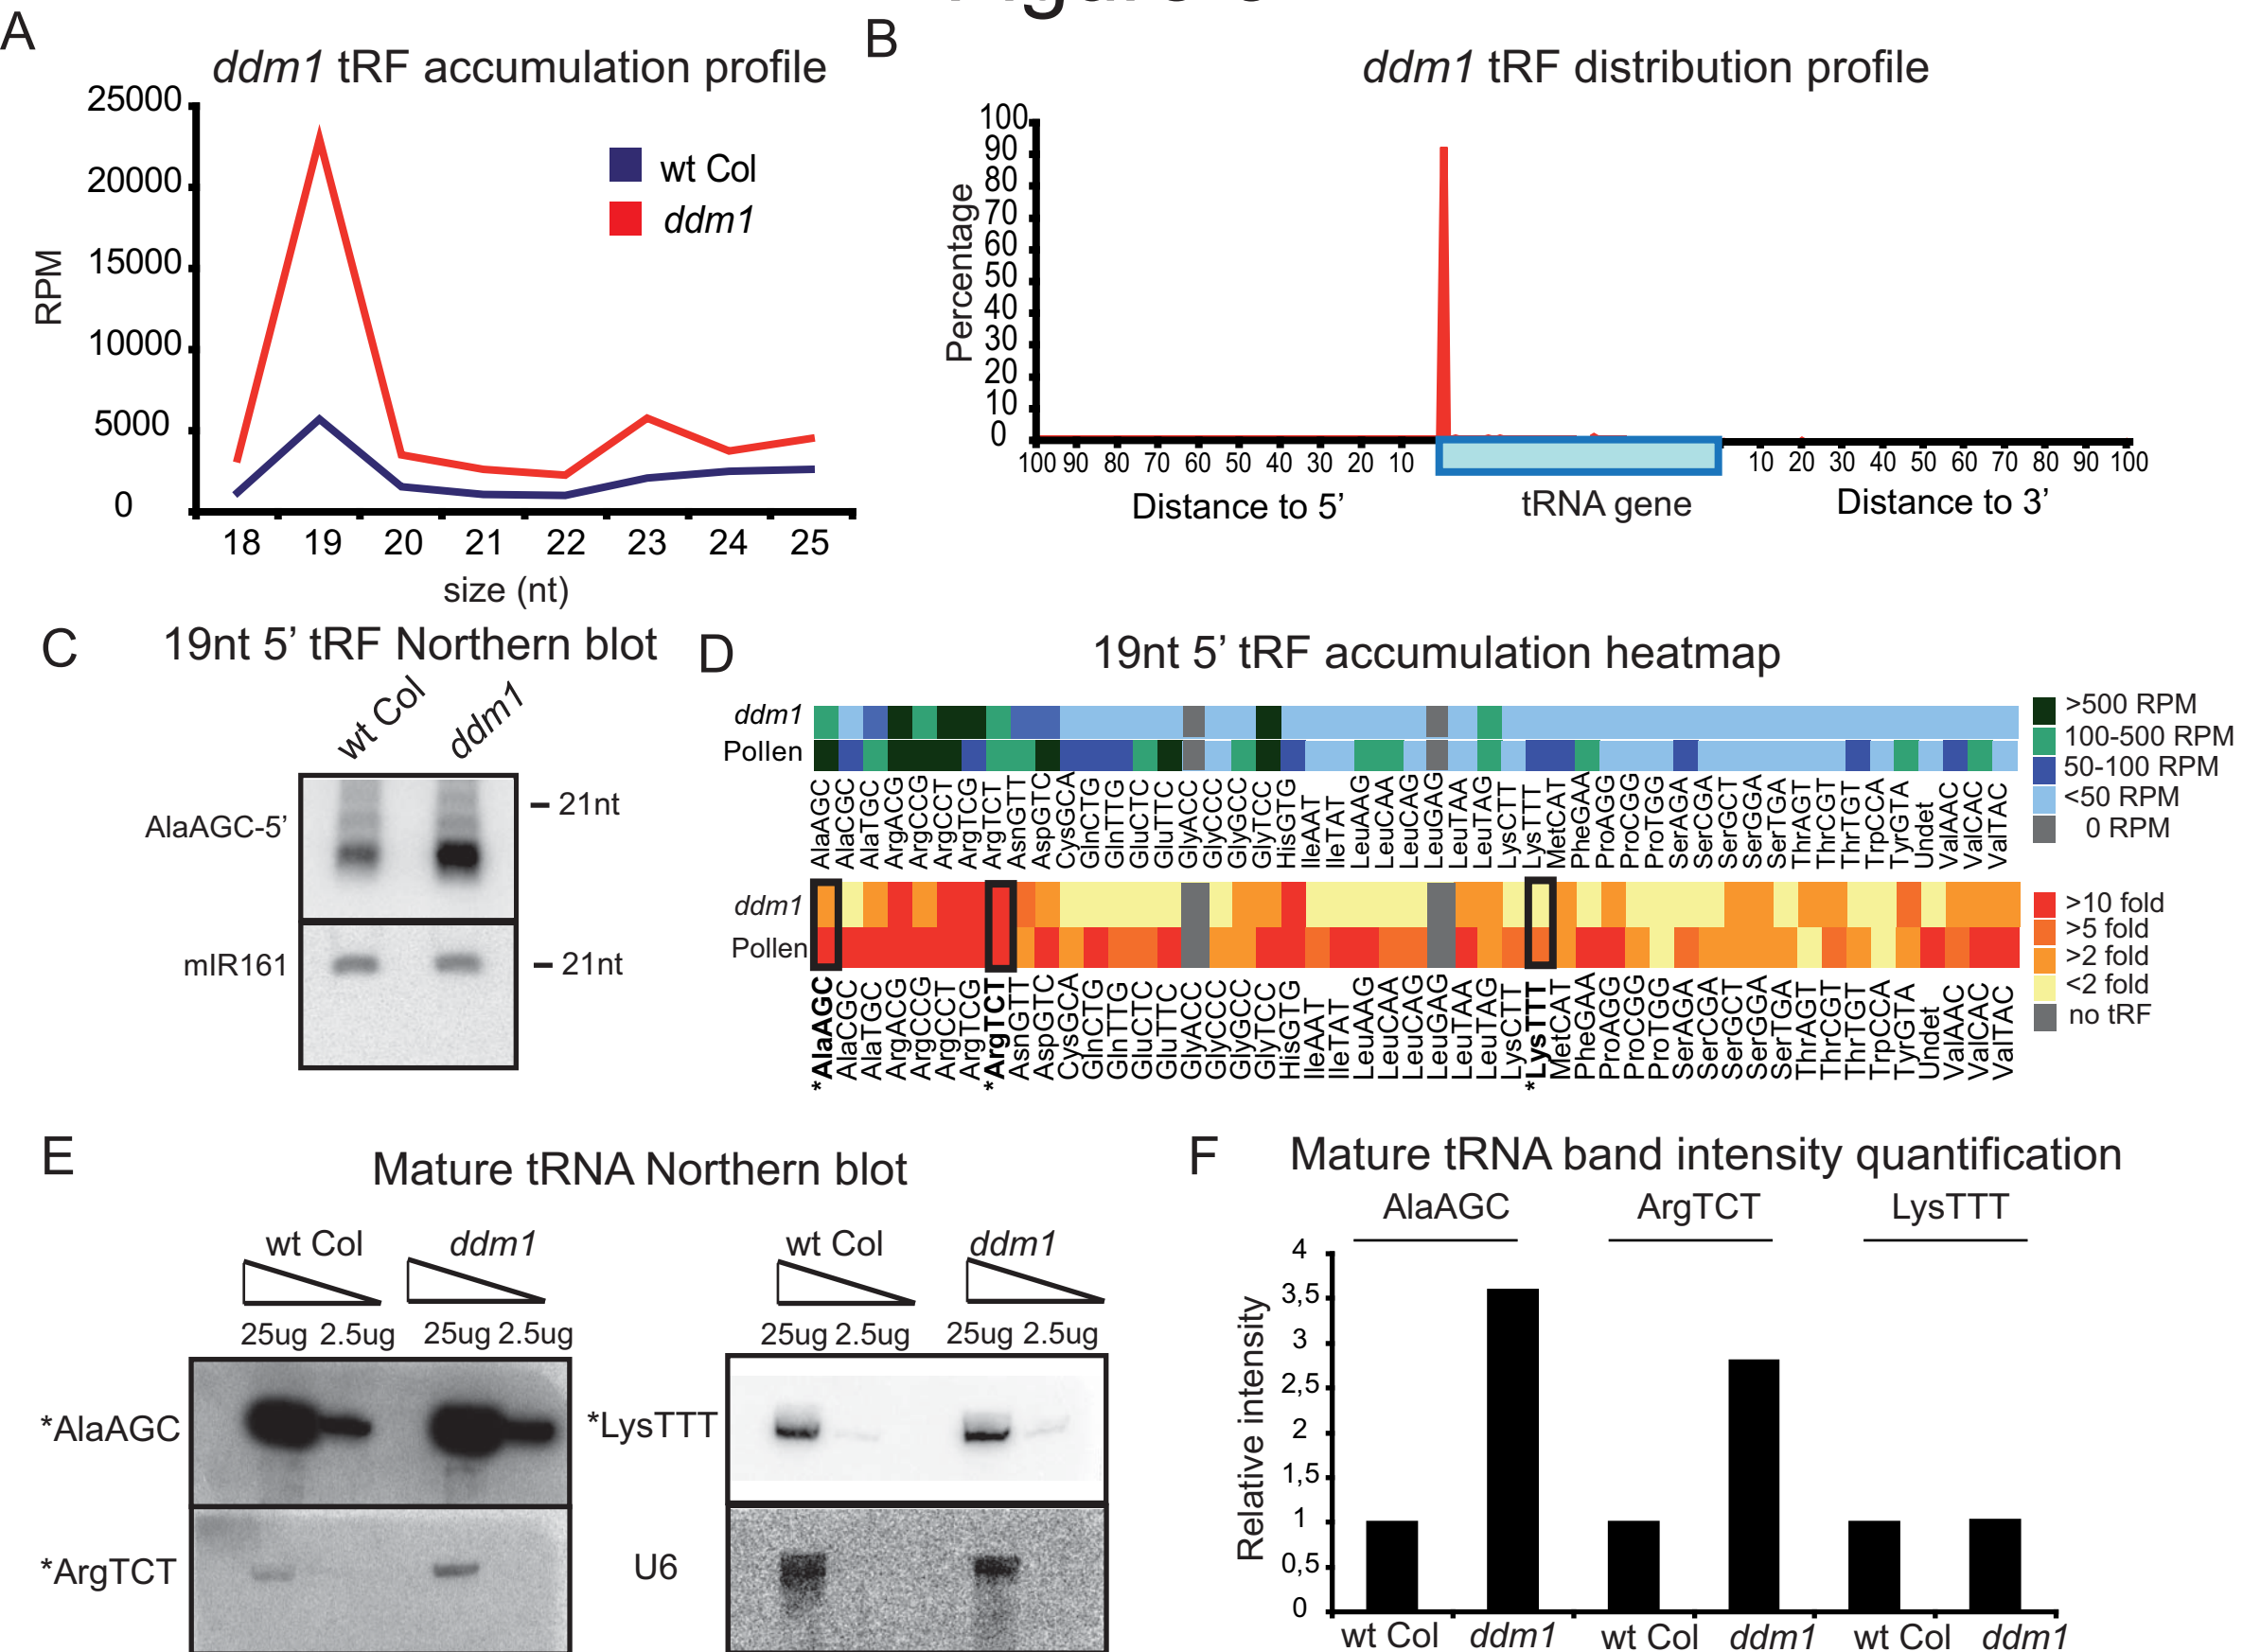 A
ddm1 tRF accumulation profile
25000
20000
15000
10000
5000
0
RPM
wt Col
ddm1
18 19 20 21 22 23 24 25
size (nt)
B
ddm1 tRF distribution profile
100
90
80
70
60
50
40
30
20
10
0
Percentage
100 90 80 70 60 50 40 30 20 10
10 20 30 40 50 60 70 80 90 100
Distance to 5’
tRNA gene
Distance to 3’
C
19nt 5’ tRF Northern blot
wt Col
ddm1
AlaAGC-5’
21nt
mIR161
21nt
D
19nt 5’ tRF accumulation heatmap
ddm1
Pollen
>500 RPM
100-500 RPM
50-100 RPM
<50 RPM
0 RPM
AlaAGC
AlaCGC
AlaTGC
ArgACG
ArgCCG
ArgCCT
ArgTCG
ArgTCT
AsnGTT
AspGTC
CysGCA
GlnCTG
GlnTTG
GluCTC
GluTTC
GlyACC
GlyCCC
GlyGCC
GlyTCC
HisGTG
IleAAT
IleTAT
LeuAAG
LeuCAA
LeuCAG
LeuGAG
LeuTAA
LeuTAG
LysCTT
LysTTT
MetCAT
PheGAA
ProAGG
ProCGG
ProTGG
SerAGA
SerCGA
SerGCT
SerGGA
SerTGA
ThrAGT
ThrCGT
ThrTGT
TrpCCA
TyrGTA
Undet
ValAAC
ValCAC
ValTAC
ddm1
Pollen
>10 fold
>5 fold
>2 fold
<2 fold
no tRF
*AlaAGC
AlaCGC
AlaTGC
ArgACG
ArgCCG
ArgCCT
ArgTCG
*ArgTCT
AsnGTT
AspGTC
CysGCA
GlnCTG
GlnTTG
GluCTC
GluTTC
GlyACC
GlyCCC
GlyGCC
GlyTCC
HisGTG
IleAAT
IleTAT
LeuAAG
LeuCAA
LeuCAG
LeuGAG
LeuTAA
LeuTAG
LysCTT
*LysTTT
MetCAT
PheGAA
ProAGG
ProCGG
ProTGG
SerAGA
SerCGA
SerGCT
SerGGA
SerTGA
ThrAGT
ThrCGT
ThrTGT
TrpCCA
TyrGTA
Undet
ValAAC
ValCAC
ValTAC
E
Mature tRNA Northern blot
wt Col
ddm1
25ug 2.5ug
25ug 2.5ug
*AlaAGC
*ArgTCT
wt Col
ddm1
25ug 2.5ug
25ug 2.5ug
*LysTTT
U6
F
Mature tRNA band intensity quantification
AlaAGC
ArgTCT
LysTTT
4
3,5
3
2,5
2
1,5
1
0,5
0
Relative intensity
wt Col ddm1 wt Col ddm1 wt Col ddm1